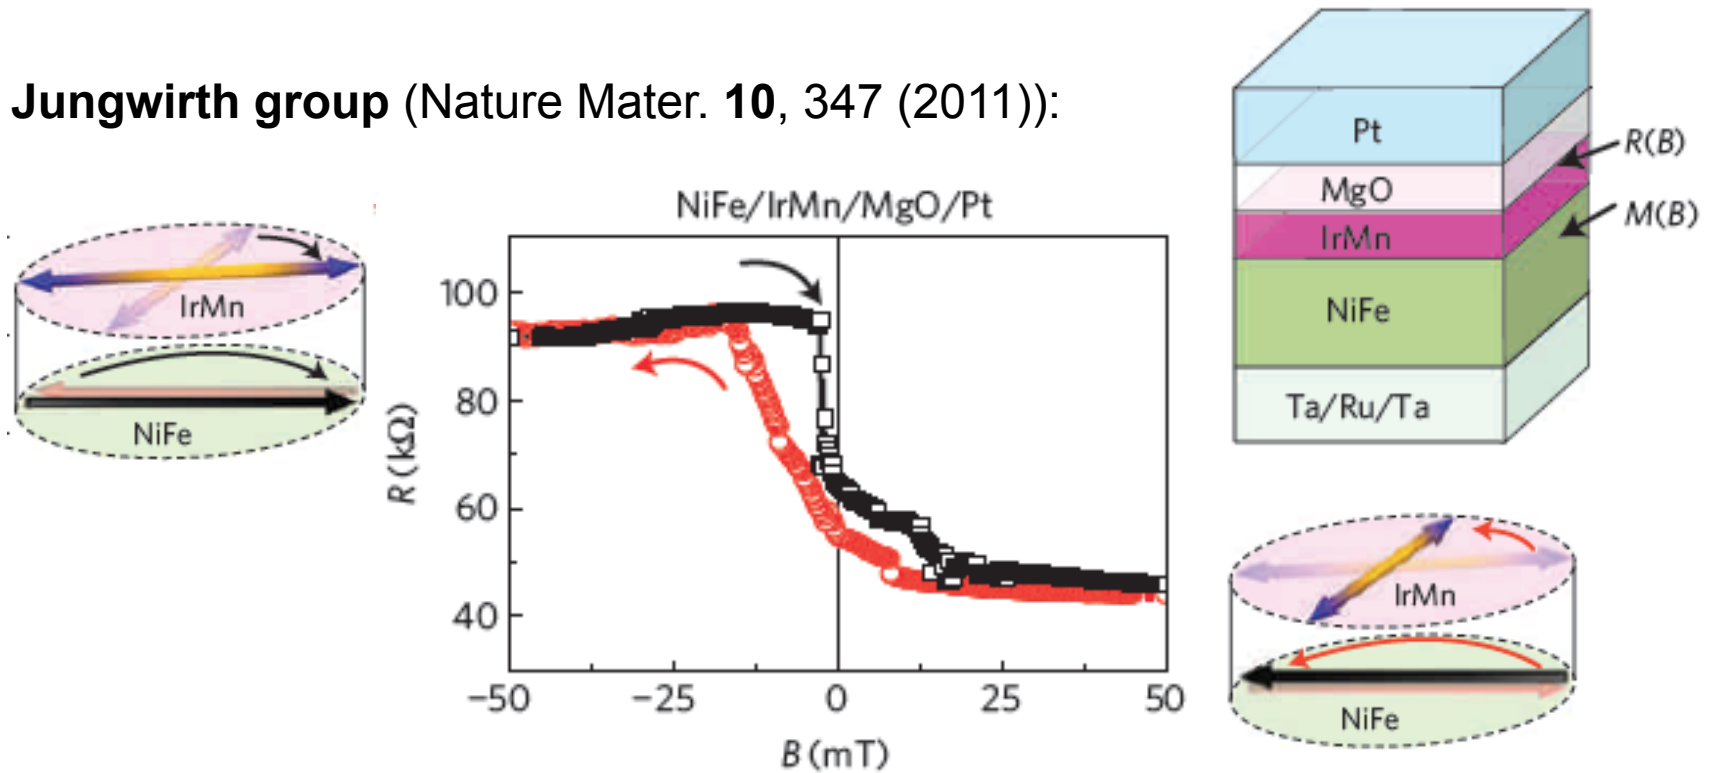 Jungwirth group (Nature Mater. 10, 347 (2011)):
NiFe/IrMn/MgO/Pt
IrMn
NiFe
R (kΩ)
100
80
60
40
−50
−25
0
25
50
B (mT)
Pt
MgO
IrMn
NiFe
Ta/Ru/Ta
R(B)
M(B)
IrMn
NiFe